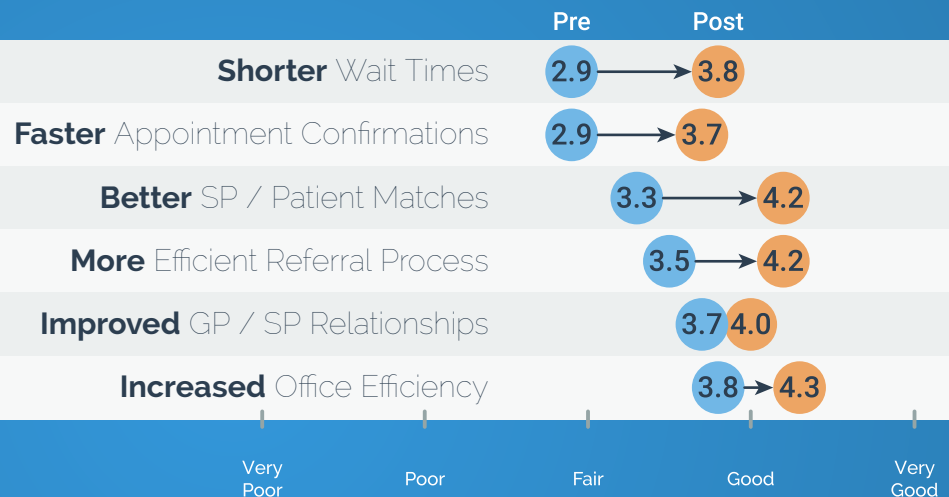 Pre Post
Shorter Wait Times 2.9 3.8
Faster Appointment Confirmations 2.9 3.7
Better SP / Patient Matches 3.3 4.2
More Efficient Referral Process 3.5 4.2
Improved GP / SP Relationships 3.7 4.0
Increased Office Efficiency 3.8 4.3
Very Poor Poor Fair Good Very Good